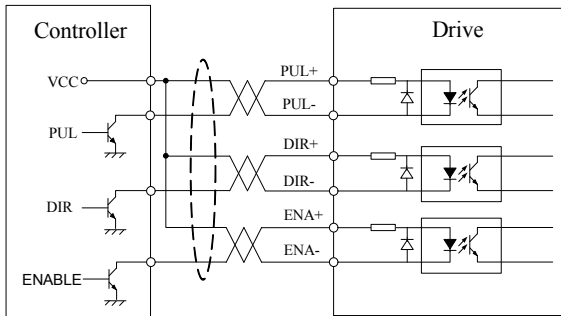 Controller
Drive
VCC
PUL+
PUL
PUL-
DIR+
DIR
DIR-
ENA+
ENABLE
ENA-